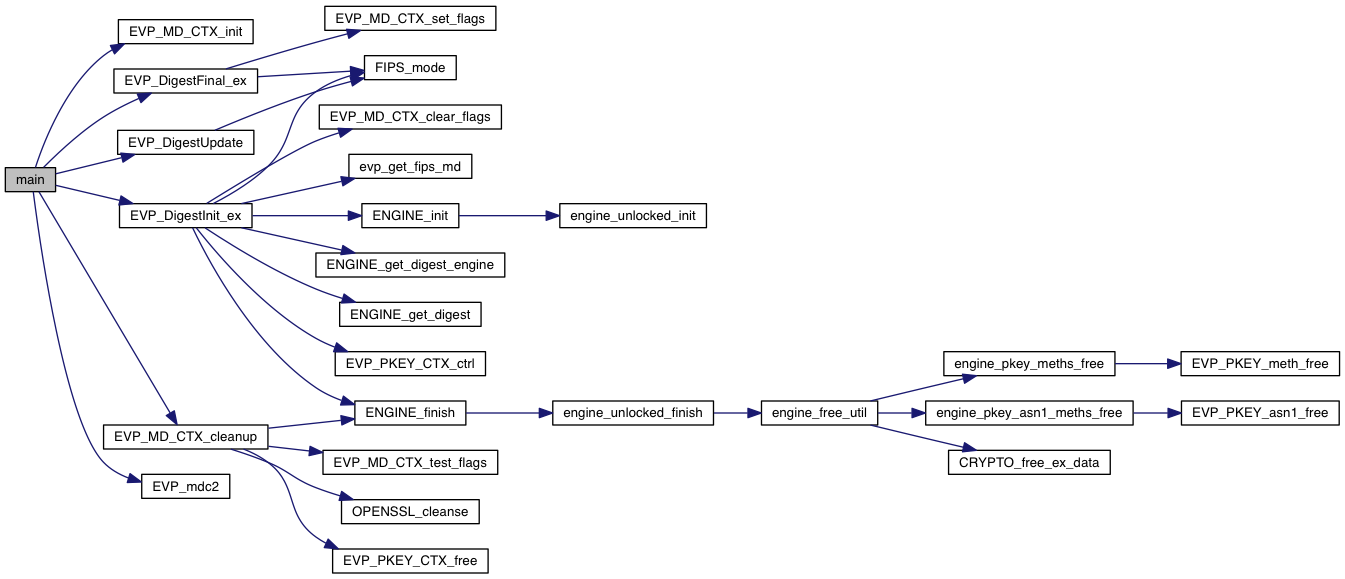 EVP_MD_CTX_set_flags
EVP_MD_CTX_init
FIPS_mode
EVP_DigestFinal_ex
EVP_MD_CTX_clear_flags
EVP_DigestUpdate
evp_get_fips_md
main
EVP_DigestInit_ex
ENGINE_init
engine_unlocked_init
ENGINE_get_digest_engine
ENGINE_get_digest
EVP_PKEY_CTX_ctrl
engine_pkey_meths_free
EVP_PKEY_meth_free
ENGINE_finish
engine_unlocked_finish
engine_free_util
engine_pkey_asn1_meths_free
EVP_PKEY_asn1_free
EVP_MD_CTX_cleanup
EVP_MD_CTX_test_flags
CRYPTO_free_ex_data
EVP_mdc2
OPENSSL_cleanse
EVP_PKEY_CTX_free